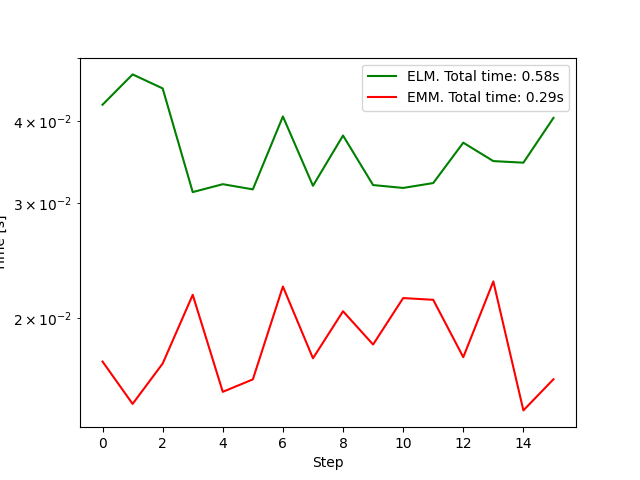 ELM. Total time: 0.58s
EMM. Total time: 0.29s
4 × 10⁻²
3 × 10⁻²
2 × 10⁻²
0 2 4 6 8 10 12 14
Step